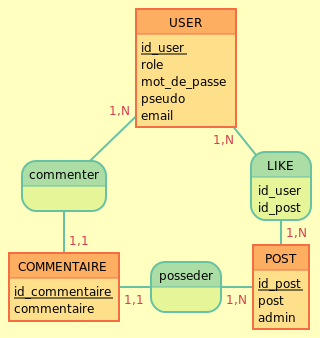 USER
id_user
role
mot_de_passe
pseudo
email
1,N
1,N
commenter
LIKE
id_user
id_post
1,1
1,N
COMMENTAIRE
id_commentaire
commentaire
1,1
posseder
1,N
POST
id_post
post
admin